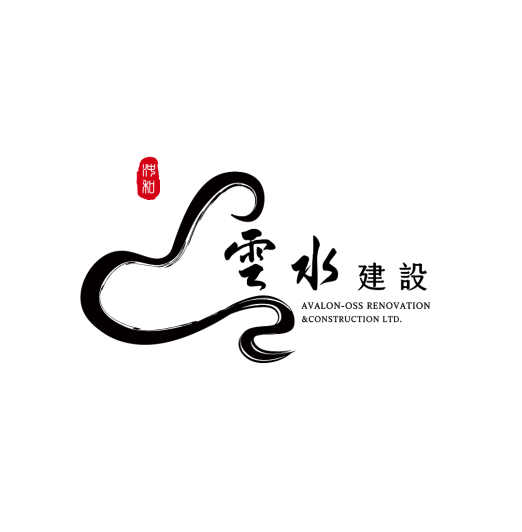 雲水建設
AVALON-OSS RENOVATION
&CONSTRUCTION LTD.